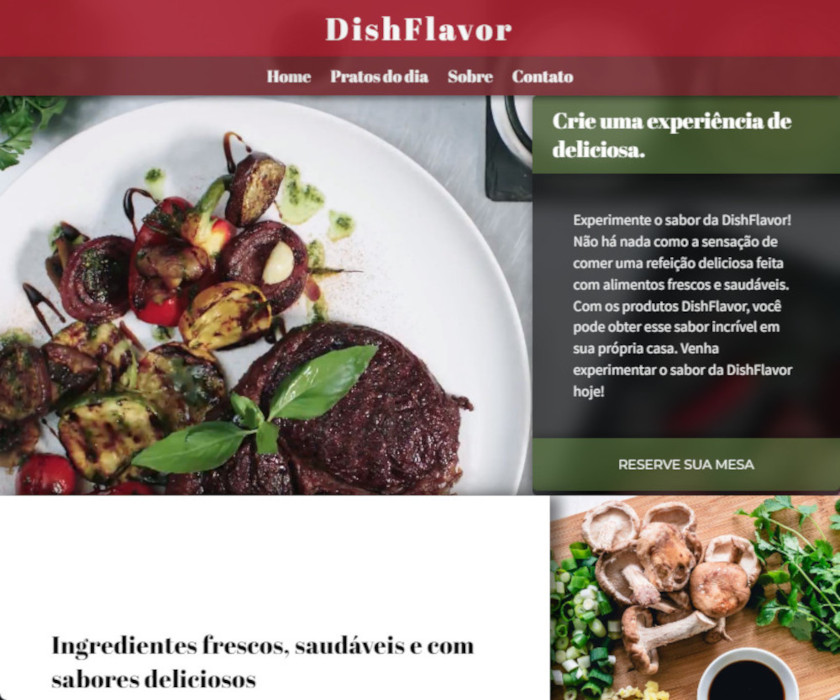 DishFlavor
Home Pratos do dia Sobre Contato
Crie uma experiência de
deliciosa.
Experimente o sabor da DishFlavor!
Não há nada como a sensação de
comer uma refeição deliciosa feita
com alimentos frescos e saudáveis.
Com os produtos DishFlavor, você
pode obter esse sabor incrível em
sua própria casa. Venha
experimentar o sabor da DishFlavor
hoje!
RESERVE SUA MESA
Ingredientes frescos, saudáveis e com
sabores deliciosos